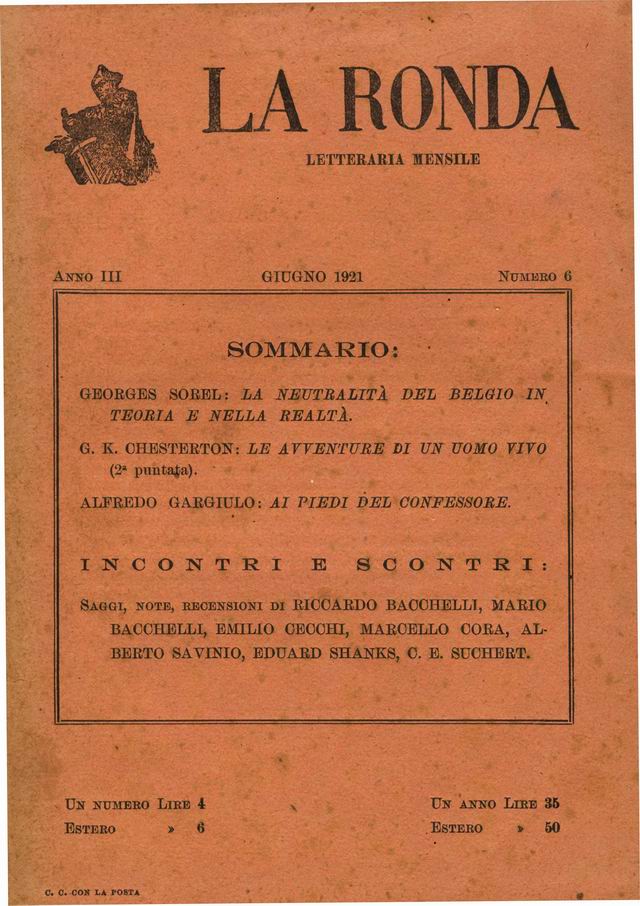 LA RONDA
LETTERARIA MENSILE
ANNO III GIUGNO 1921 NUMERO 6
SOMMARIO:
GEORGES SOREL: LA NEUTRALITÀ DEL BELGIO IN
TEORIA E NELLA REALTÀ.
G. K. CHESTERTON: LE AVVENTURE DI UN UOMO VIVO
(2ª puntata).
ALFREDO GARGIULO: AI PIEDI DEL CONFESSORE.
INCONTRI E SCONTRI:
SAGGI, NOTE, RECENSIONI DI RICCARDO BACCHELLI, MARIO
BACCHELLI, EMILIO CECCHI, MARCELLO CORA, AL-
BERTO SAVINIO, EDUARD SHANKS, C. E. SUCHERT.
UN NUMERO LIRE 4 UN ANNO LIRE 35
ESTERO » 6 ESTERO » 50
C. C. CON LA POSTA